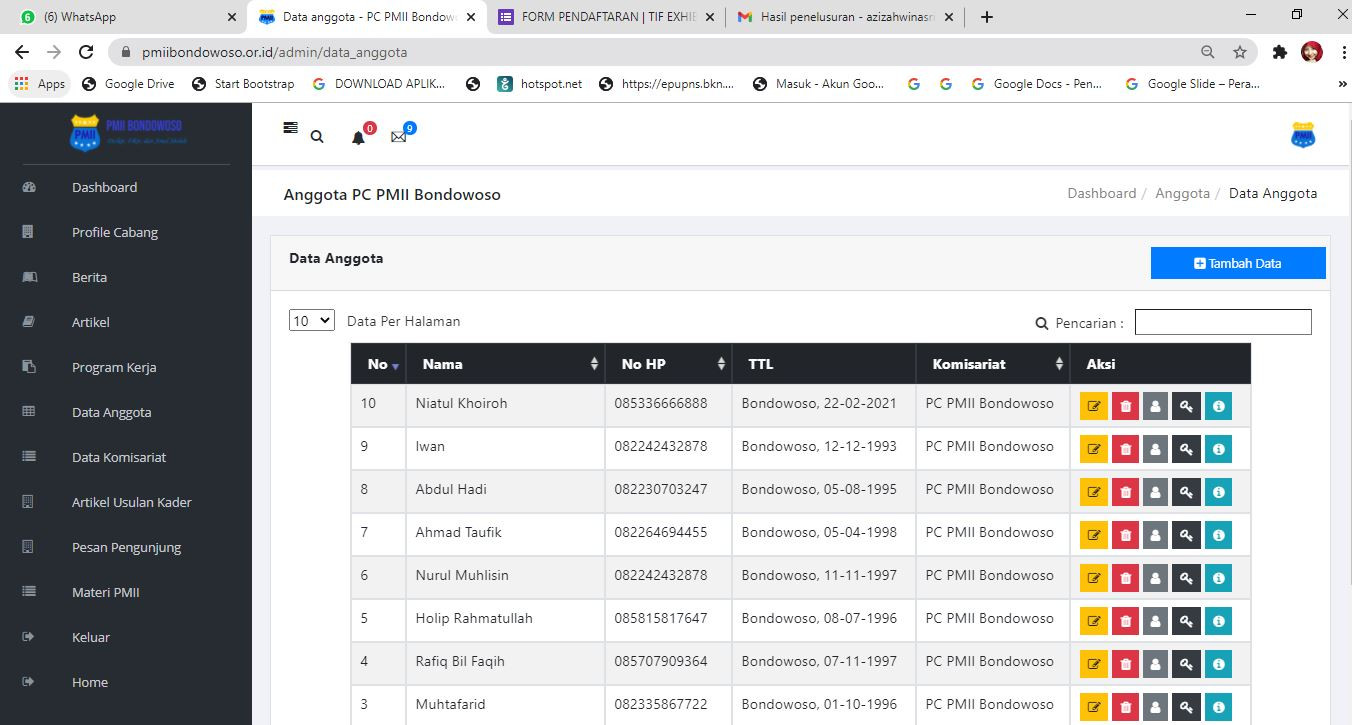 (6) WhatsApp
Data anggota - PC PMII Bondowo
FORM PENDAFTARAN | TIF EXHIB
Hasil penelusuran - azizahwinasr
pmiibondowoso.or.id/admin/data_anggota
Apps
Google Drive
Start Bootstrap
DOWNLOAD APLIK...
hotspot.net
https://epupns.bkn....
Masuk - Akun Goo...
Google Docs - Pen...
Google Slide – Pera...
»
PMII
PMII BONDOWOSO
0
9
PMII
Dashboard
Profile Cabang
Berita
Artikel
Program Kerja
Data Anggota
Data Komisariat
Artikel Usulan Kader
Pesan Pengunjung
Materi PMII
Keluar
Home
Anggota PC PMII Bondowoso
Dashboard / Anggota / Data Anggota
Data Anggota
Tambah Data
10 Data Per Halaman
Pencarian :
No Nama No HP TTL Komisariat Aksi
10 Niatul Khoiroh 085336666888 Bondowoso, 22-02-2021 PC PMII Bondowoso
9 Iwan 082242432878 Bondowoso, 12-12-1993 PC PMII Bondowoso
8 Abdul Hadi 082230703247 Bondowoso, 05-08-1995 PC PMII Bondowoso
7 Ahmad Taufik 082264694455 Bondowoso, 05-04-1998 PC PMII Bondowoso
6 Nurul Muhlisin 082242432878 Bondowoso, 11-11-1997 PC PMII Bondowoso
5 Holip Rahmatullah 085815817647 Bondowoso, 08-07-1996 PC PMII Bondowoso
4 Rafiq Bil Faqih 085707909364 Bondowoso, 07-11-1997 PC PMII Bondowoso
3 Muhtafarid 082335867722 Bondowoso, 01-10-1996 PC PMII Bondowoso